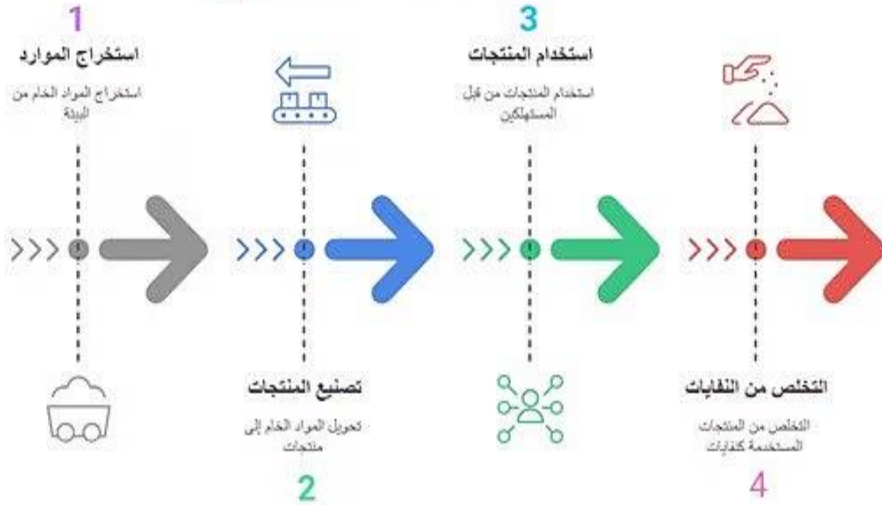 1
استخراج الموارد
استخراج المواد الخام من
البيئة
تصنيع المنتجات
تحويل المواد الخام إلى
منتجات
2
3
استخدام المنتجات
استخدام المنتجات من قبل
المستهلكين
التخلص من النفايات
التخلص من المنتجات
المستخدمة كنفايات
4